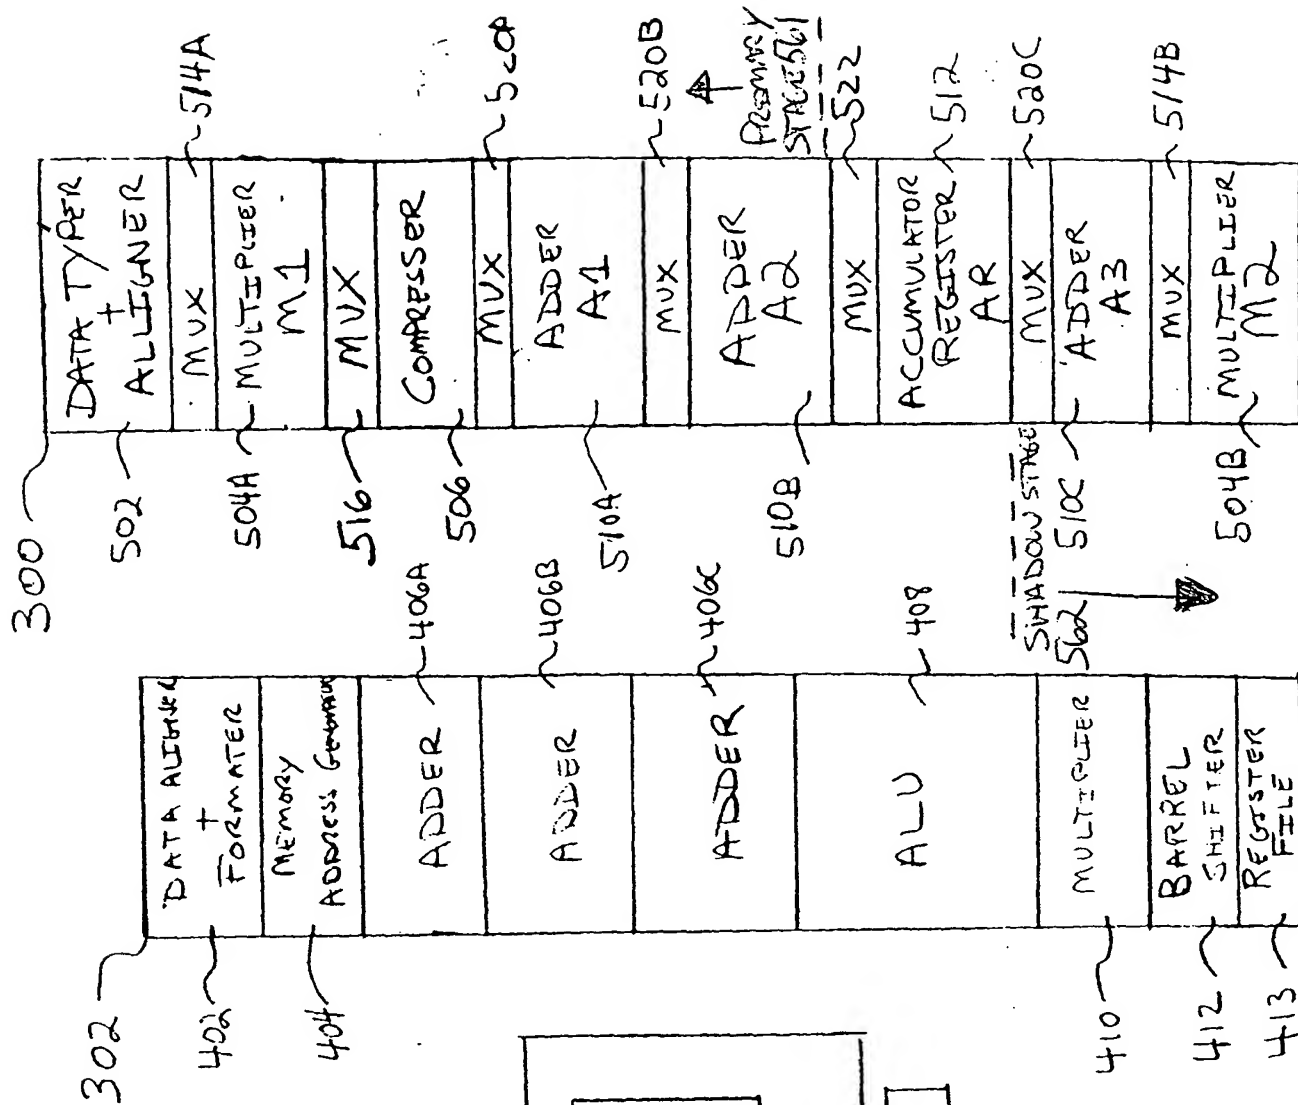 300
DATA TYPER
+
ALLIGNER
502
MUX
514A
MULTIPLIER
M1
504A
MUX
516
COMPRESSER
506
MUX
ADDER
A1
510A
MUX
520B
ADDER
A2
510B
PRIMARY
STAGE 561
MUX
522
ACCUMULATOR
REGISTER
AR
512
MUX
520C
ADDER
A3
510C
SHADOW STAGE
562
MUX
514B
MULTIPLIER
M2
504B
302
DATA ALIGNER
+
FORMATER
402
MEMORY
ADDRESS
404
ADDER
406A
ADDER
406B
ADDER
406C
ALU
408
MULTIPLIER
410
BARREL
SHIFTER
412
REGISTER
FILE
413